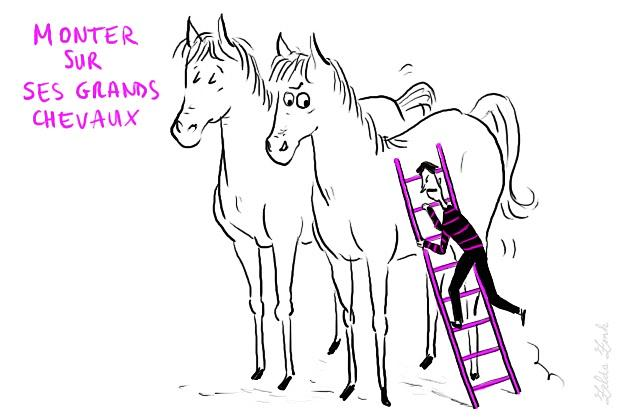 MONTER
SUR
SES GRANDS
CHEVAUX